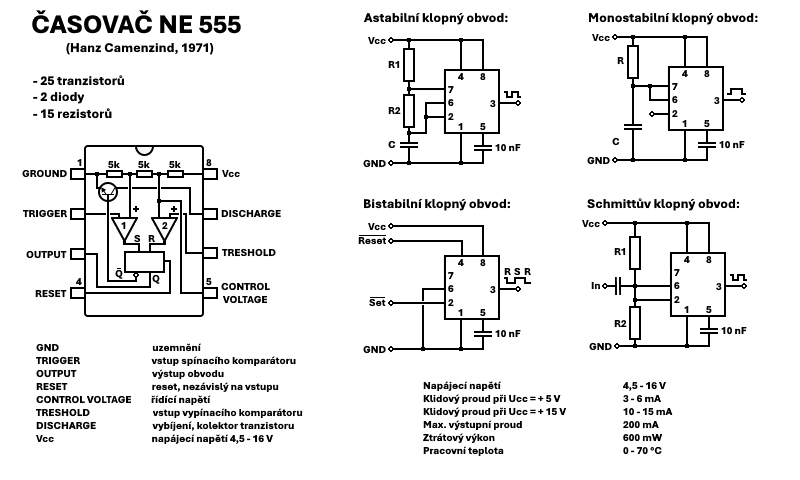 ČASOVAČ NE 555
(Hanz Camenzind, 1971)
- 25 tranzistorů
- 2 diody
- 15 rezistorů
1 5k 5k 5k 8
GROUND Vcc
TRIGGER DISCHARGE
+ +
1 2
S R
OUTPUT TRESHOLD
Q̄ Q
4 5
RESET CONTROL
VOLTAGE
GND uzemnění
TRIGGER vstup spínacího komparátoru
OUTPUT výstup obvodu
RESET reset, nezávislý na vstupu
CONTROL VOLTAGE řídící napětí
TRESHOLD vstup vypínacího komparátoru
DISCHARGE vybíjení, kolektor tranzistoru
Vcc napájecí napětí 4,5 - 16 V
Astabilní klopný obvod:
Vcc
R1
4 8
7
R2 6 3
2
1 5
C 10 nF
GND
Monostabilní klopný obvod:
Vcc
R
4 8
7
6 3
2
1 5
C 10 nF
GND
Bistabilní klopný obvod:
Vcc
Reset
4 8
7 R S R
6 3
Set 2
1 5
10 nF
GND
Schmittův klopný obvod:
Vcc
R1
4 8
7
In 6 3
2
R2 1 5
10 nF
GND
Napájecí napětí 4,5 - 16 V
Klidový proud při Ucc = + 5 V 3 - 6 mA
Klidový proud při Ucc = + 15 V 10 - 15 mA
Max. výstupní proud 200 mA
Ztrátový výkon 600 mW
Pracovní teplota 0 - 70 °C